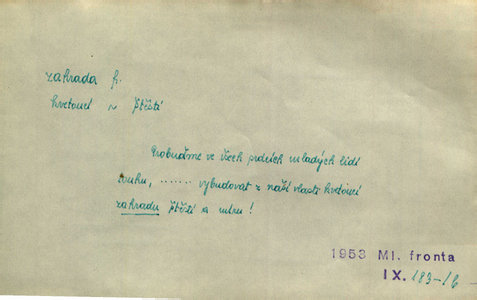 zahrada f.
kvetoucí ~ štěstí
Probuďme ve všech srdcích mladých lidí
touhu, ....... vybudovat z naší vlasti kvetoucí
zahradu štěstí a míru!
1953 Ml. fronta
IX. 183-1б